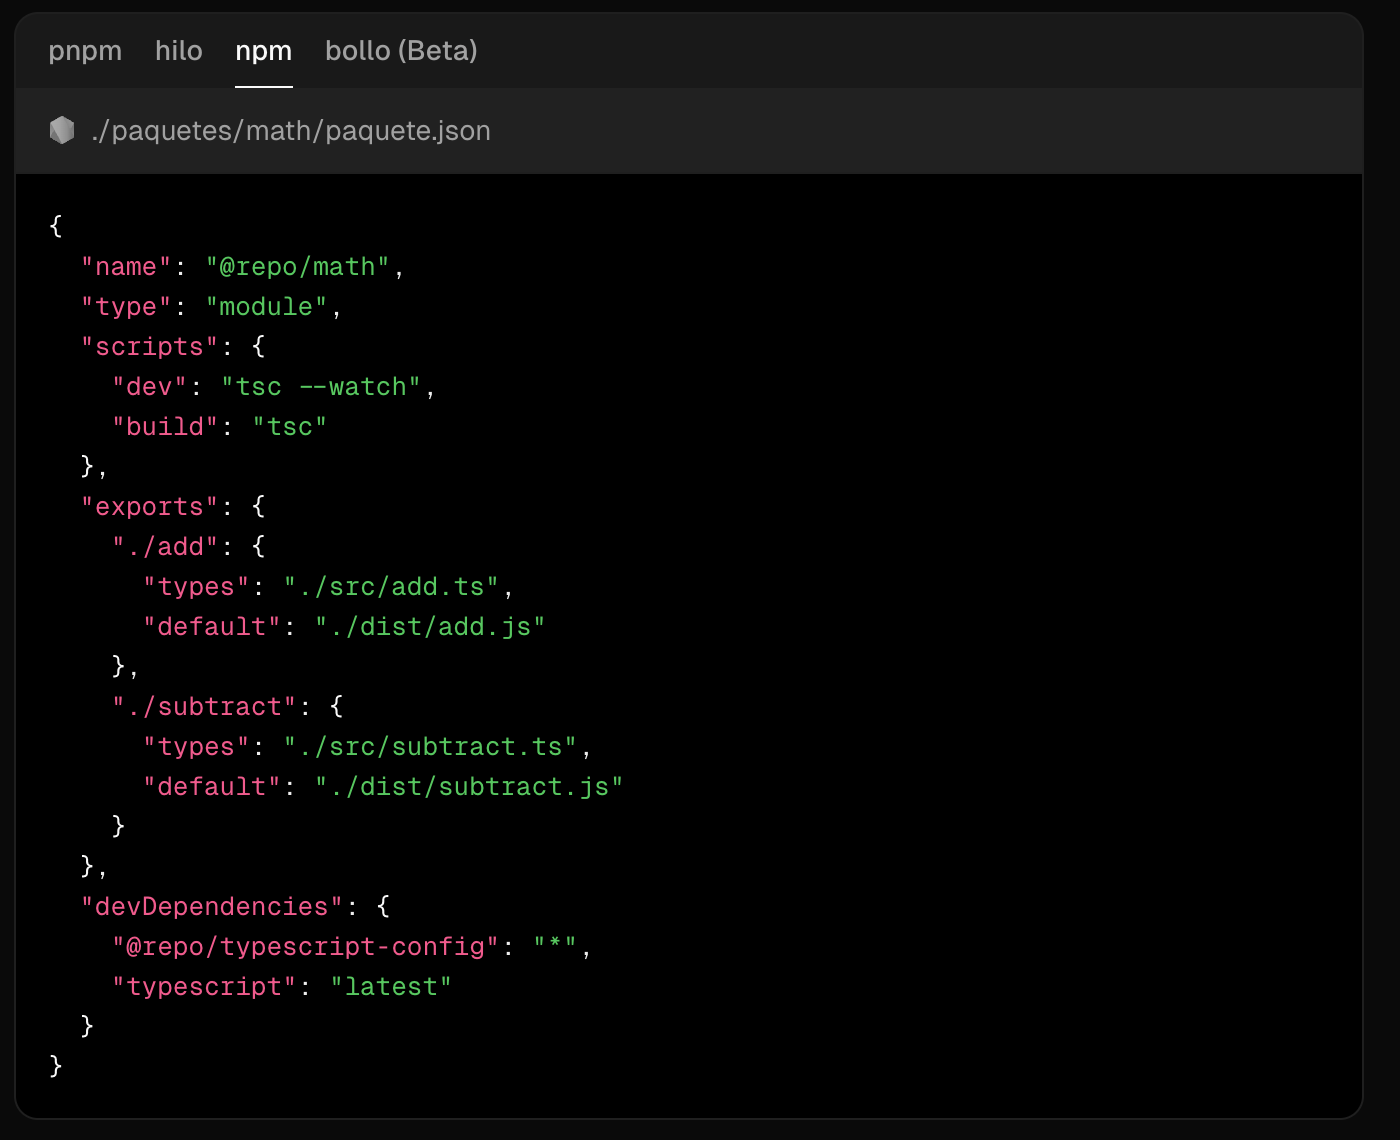 pnpm hilo npm bollo (Beta)
./paquetes/math/paquete.json
{
  "name": "@repo/math",
  "type": "module",
  "scripts": {
    "dev": "tsc --watch",
    "build": "tsc"
  },
  "exports": {
    "./add": {
      "types": "./src/add.ts",
      "default": "./dist/add.js"
    },
    "./subtract": {
      "types": "./src/subtract.ts",
      "default": "./dist/subtract.js"
    }
  },
  "devDependencies": {
    "@repo/typescript-config": "*",
    "typescript": "latest"
  }
}